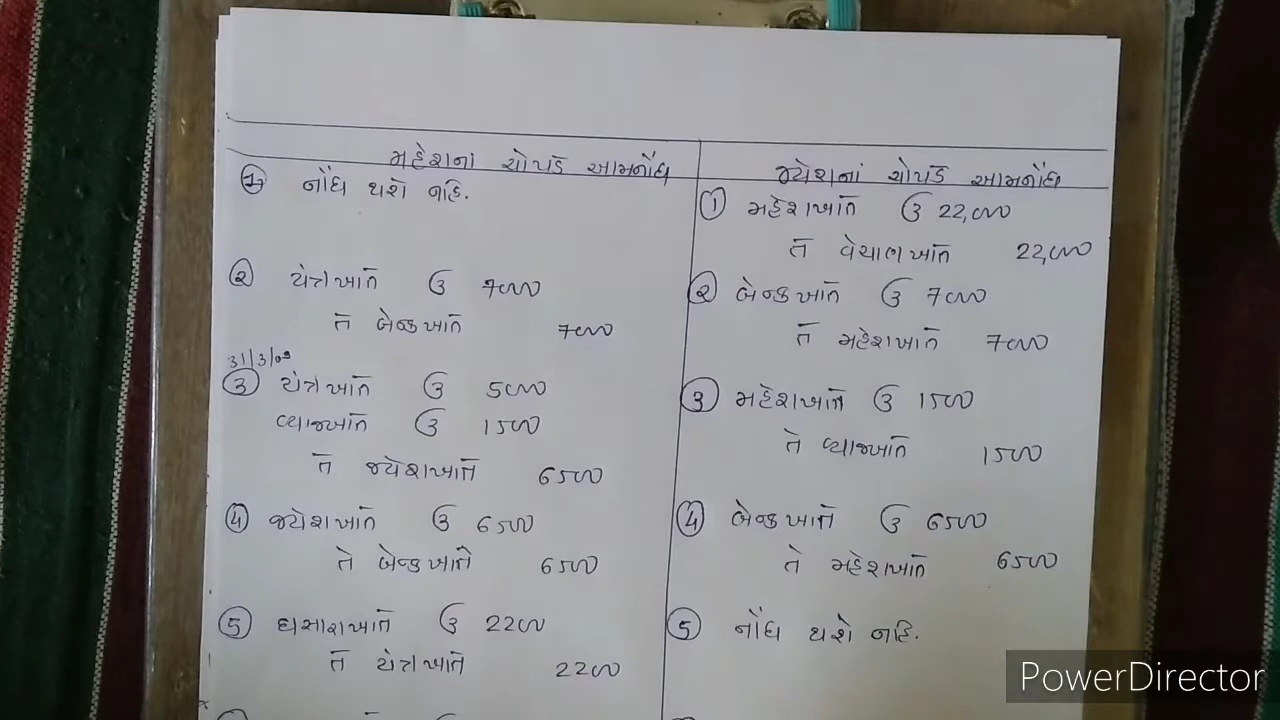 મહેશનાં ચોપડે આમનોંધ
① નોંધ થશે નહિ.
② યંત્રખાતે ઉ 7000
તે બેન્કખાતે 7000
31/3/09
③ યંત્રખાતે ઉ 5000
વ્યાજખાતે ઉ 1500
તે જયેશખાતે 6500
④ જયેશખાતે ઉ 6500
તે બેન્કખાતે 6500
⑤ ઘસારાખાતે ઉ 2200
તે યંત્રખાતે 2200
જયેશનાં ચોપડે આમનોંધ
① મહેશખાતે ઉ 22,000
તે વેચાણખાતે 22,000
② બેન્કખાતે ઉ 7000
તે મહેશખાતે 7000
③ મહેશખાતે ઉ 1500
તે વ્યાજખાતે 1500
④ બેન્કખાતે ઉ 6500
તે મહેશખાતે 6500
⑤ નોંધ થશે નહિ.
PowerDirector